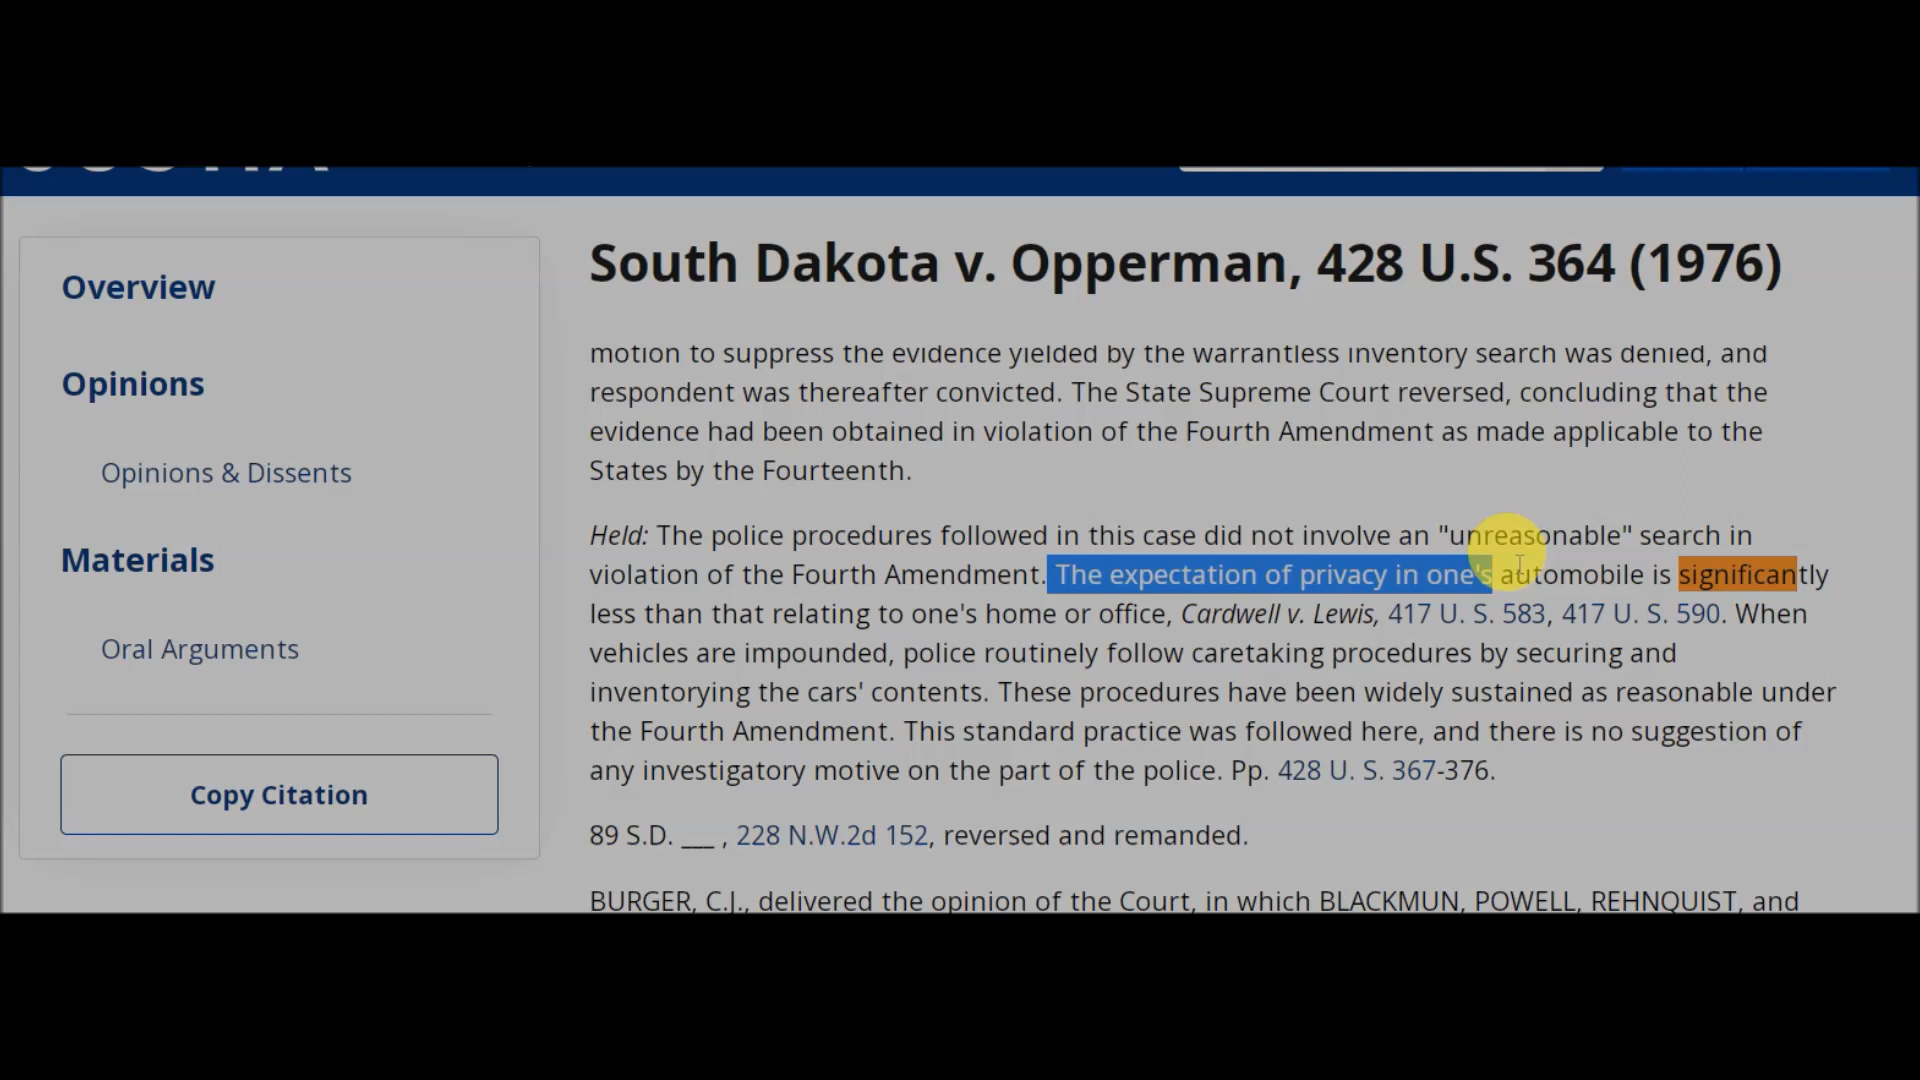 Overview
Opinions
Opinions & Dissents
Materials
Oral Arguments
Copy Citation
South Dakota v. Opperman, 428 U.S. 364 (1976)
motion to suppress the evidence yielded by the warrantless inventory search was denied, and
respondent was thereafter convicted. The State Supreme Court reversed, concluding that the
evidence had been obtained in violation of the Fourth Amendment as made applicable to the
States by the Fourteenth.
Held: The police procedures followed in this case did not involve an "unreasonable" search in
violation of the Fourth Amendment. The expectation of privacy in one's automobile is significantly
less than that relating to one's home or office, Cardwell v. Lewis, 417 U. S. 583, 417 U. S. 590. When
vehicles are impounded, police routinely follow caretaking procedures by securing and
inventorying the cars' contents. These procedures have been widely sustained as reasonable under
the Fourth Amendment. This standard practice was followed here, and there is no suggestion of
any investigatory motive on the part of the police. Pp. 428 U. S. 367-376.
89 S.D. ___ , 228 N.W.2d 152, reversed and remanded.
BURGER, C.J., delivered the opinion of the Court, in which BLACKMUN, POWELL, REHNQUIST, and